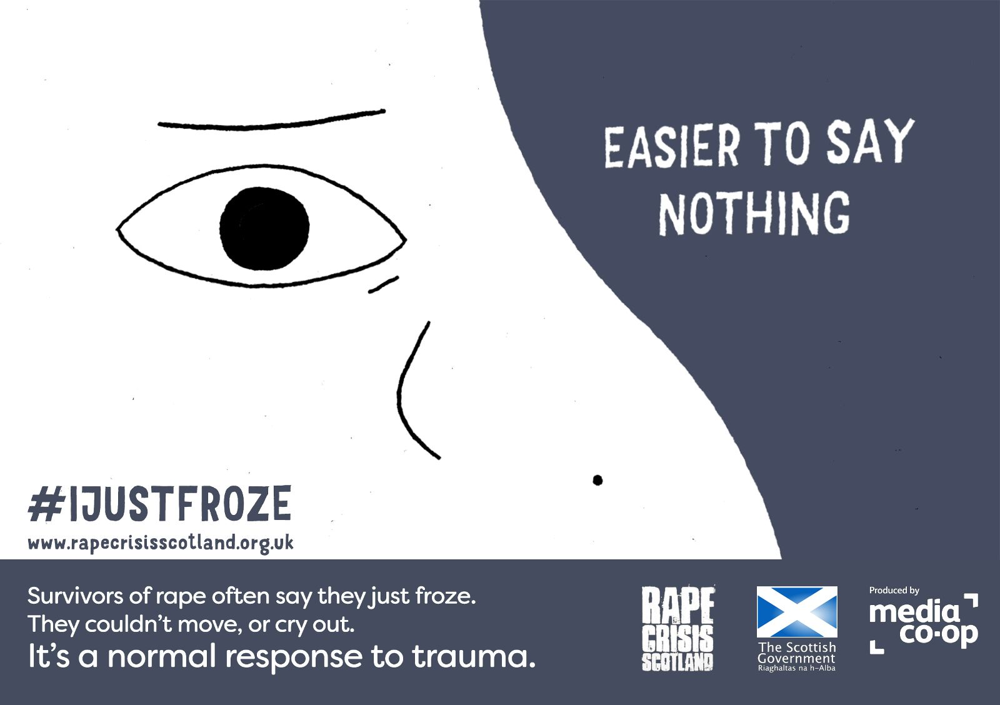 EASIER TO SAY
NOTHING
#IJUSTFROZE
www.rapecrisisscotland.org.uk
Survivors of rape often say they just froze.
They couldn't move, or cry out.
It's a normal response to trauma.
RAPE
CRISIS
SCOTLAND
The Scottish
Government
Riaghaltas na h-Alba
Produced by
media
co-op